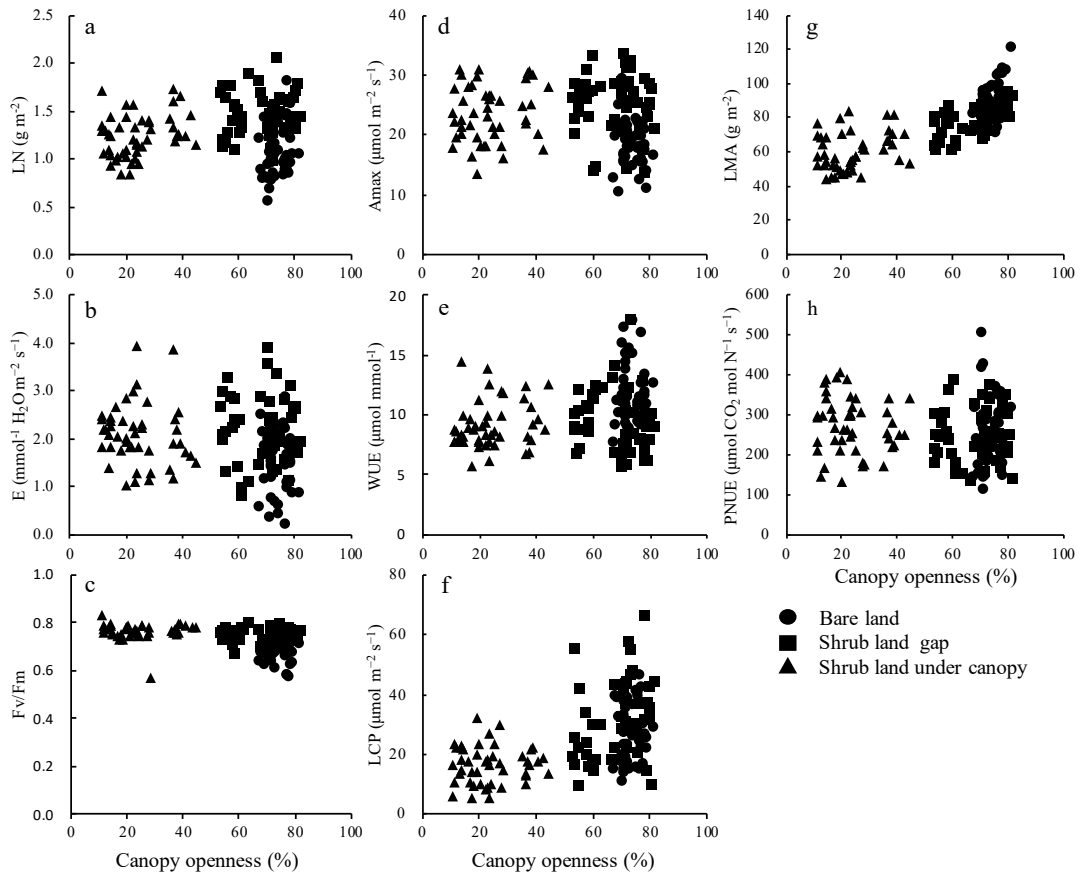 a
2.5
2.0
1.5
1.0
0.5
0.0
LN (g m⁻²)
0 20 40 60 80 100
d
40
30
20
10
0
Amax (µmol m⁻² s⁻¹)
0 20 40 60 80 100
g
140
120
100
80
60
40
20
0
LMA (g m⁻²)
0 20 40 60 80 100
b
5.0
4.0
3.0
2.0
1.0
0.0
E (mmol⁻¹ H₂O m⁻² s⁻¹)
0 20 40 60 80 100
e
20
15
10
5
0
WUE (µmol mmol⁻¹)
0 20 40 60 80 100
h
600
500
400
300
200
100
0
PNUE (µmol CO₂ mol N⁻¹ s⁻¹)
0 20 40 60 80 100
Canopy openness (%)
c
1.0
0.8
0.6
0.4
0.2
0.0
Fv/Fm
0 20 40 60 80 100
Canopy openness (%)
f
80
60
40
20
0
LCP (µmol m⁻² s⁻¹)
0 20 40 60 80 100
Canopy openness (%)
Bare land
Shrub land gap
Shrub land under canopy